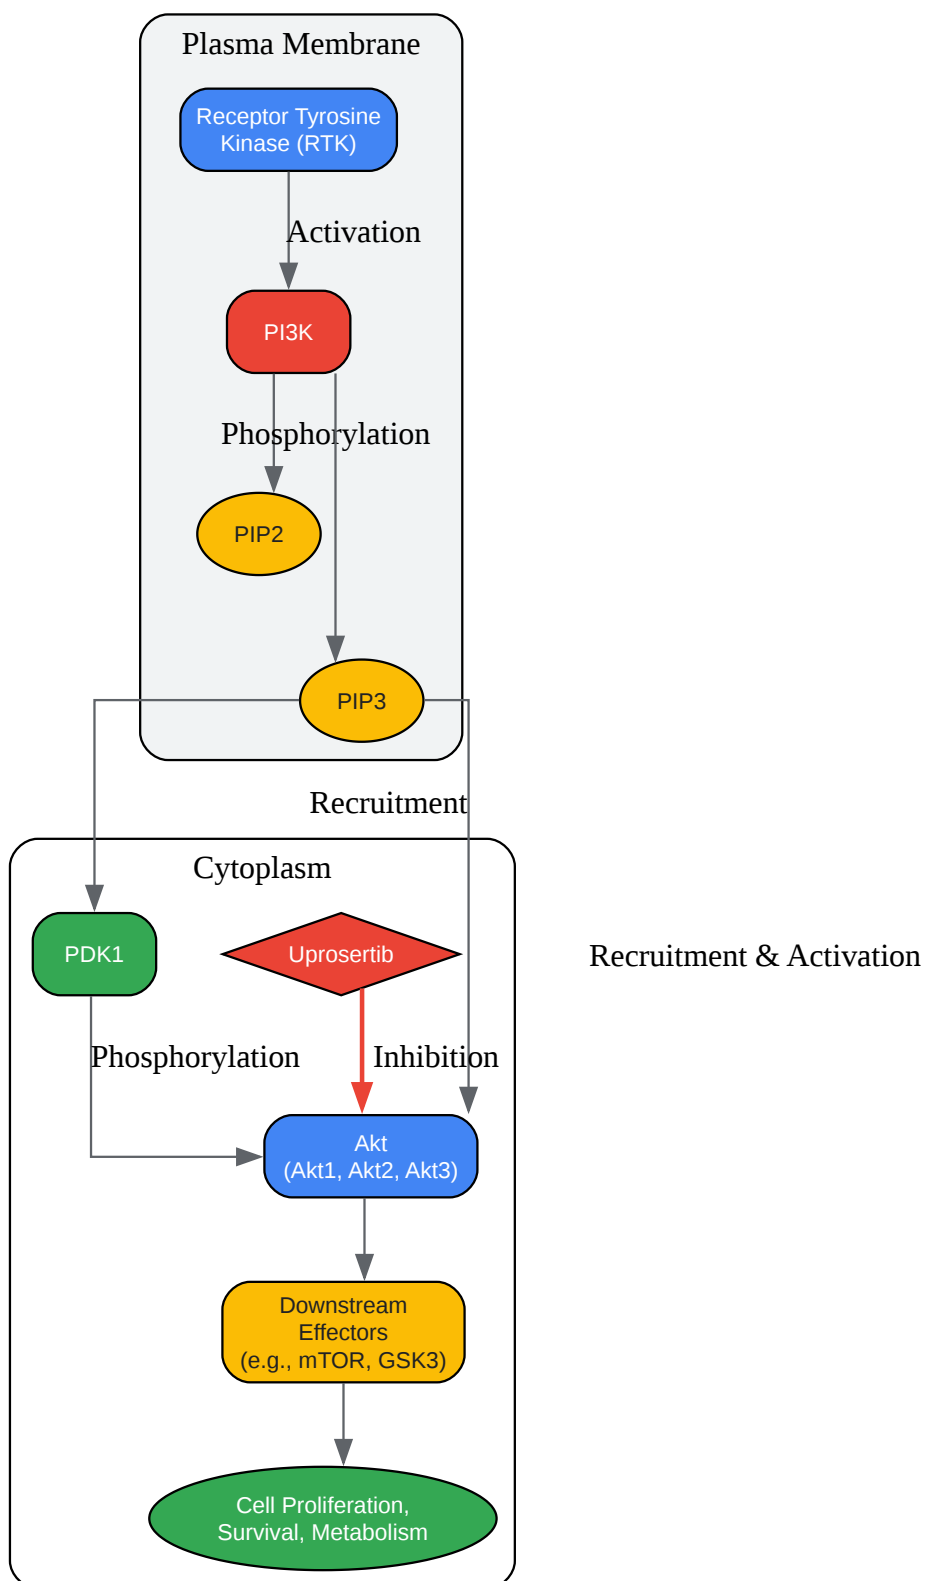 Plasma Membrane
Receptor Tyrosine
Kinase (RTK)
Activation
PI3K
Phosphorylation
PIP2
PIP3
Recruitment
Cytoplasm
PDK1
Uprosertib
Recruitment & Activation
Phosphorylation
Inhibition
Akt
(Akt1, Akt2, Akt3)
Downstream
Effectors
(e.g., mTOR, GSK3)
Cell Proliferation,
Survival, Metabolism